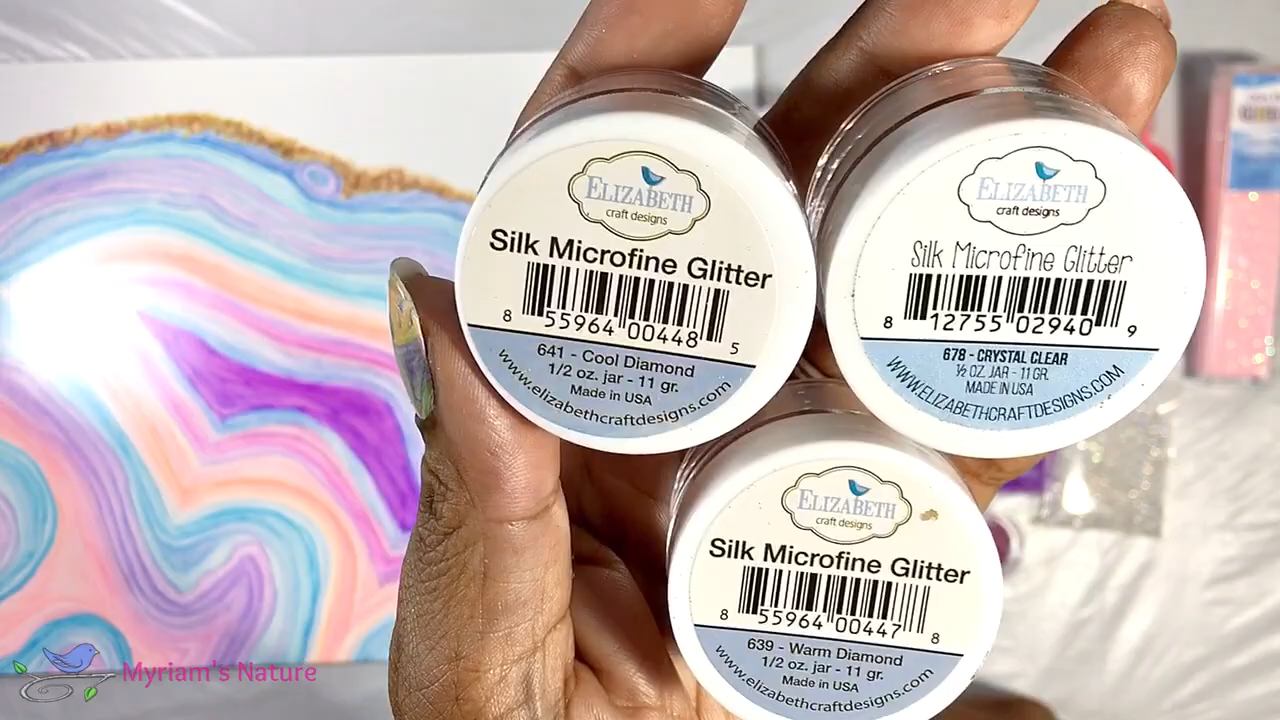 ELIZABETH
craft designs
Silk Microfine Glitter
8 55964 00448 5
641 - Cool Diamond
1/2 oz. jar - 11 gr.
Made in USA
www.elizabethcraftdesigns.com
ELIZABETH
craft designs
Silk Microfine Glitter
8 12755 02940 9
678 - CRYSTAL CLEAR
½ OZ. JAR - 11 GR.
MADE IN USA
WWW.ELIZABETHCRAFTDESIGNS.COM
ELIZABETH
craft designs
Silk Microfine Glitter
8 55964 00447 8
639 - Warm Diamond
1/2 oz. jar - 11 gr.
Made in USA
www.elizabethcraftdesigns.com
Myriam's Nature